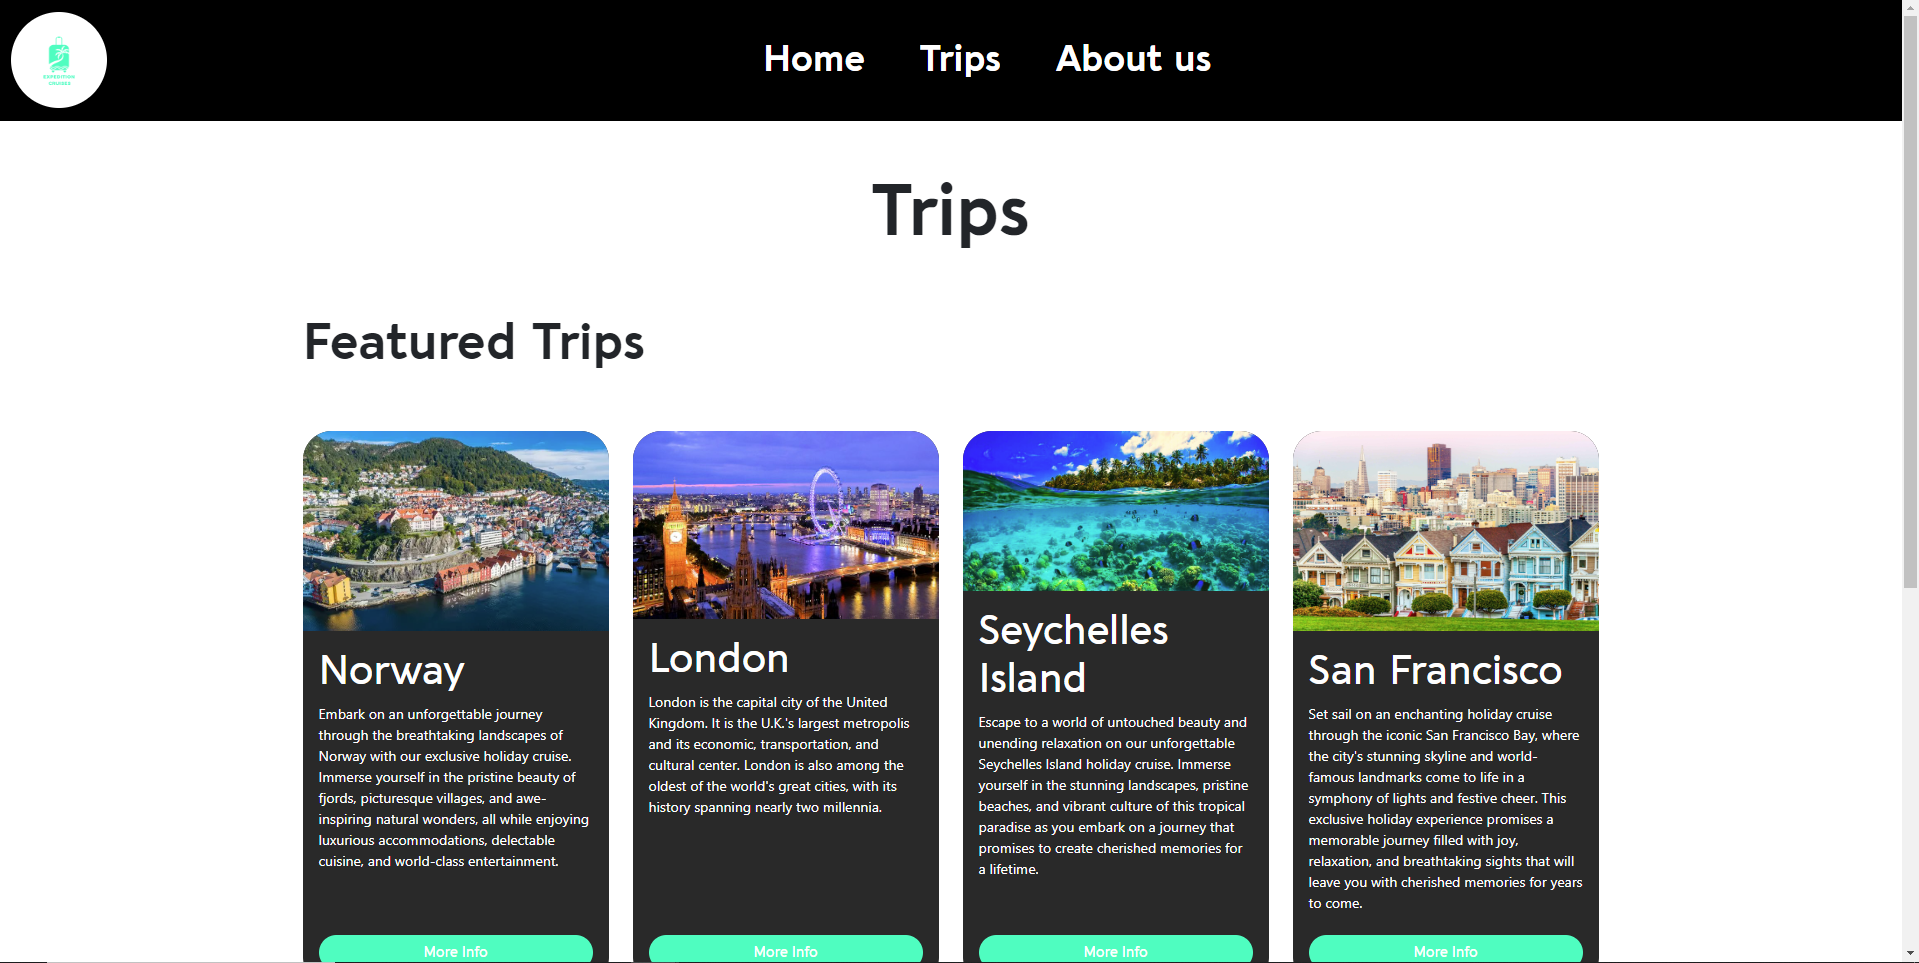 EXPEDITION
CRUISES
Home Trips About us
Trips
Featured Trips
Norway
Embark on an unforgettable journey
through the breathtaking landscapes of
Norway with our exclusive holiday cruise.
Immerse yourself in the pristine beauty of
fjords, picturesque villages, and awe-
inspiring natural wonders, all while enjoying
luxurious accommodations, delectable
cuisine, and world-class entertainment.
More Info
London
London is the capital city of the United
Kingdom. It is the U.K.'s largest metropolis
and its economic, transportation, and
cultural center. London is also among the
oldest of the world's great cities, with its
history spanning nearly two millennia.
More Info
Seychelles
Island
Escape to a world of untouched beauty and
unending relaxation on our unforgettable
Seychelles Island holiday cruise. Immerse
yourself in the stunning landscapes, pristine
beaches, and vibrant culture of this tropical
paradise as you embark on a journey that
promises to create cherished memories for
a lifetime.
More Info
San Francisco
Set sail on an enchanting holiday cruise
through the iconic San Francisco Bay, where
the city's stunning skyline and world-
famous landmarks come to life in a
symphony of lights and festive cheer. This
exclusive holiday experience promises a
memorable journey filled with joy,
relaxation, and breathtaking sights that will
leave you with cherished memories for years
to come.
More Info